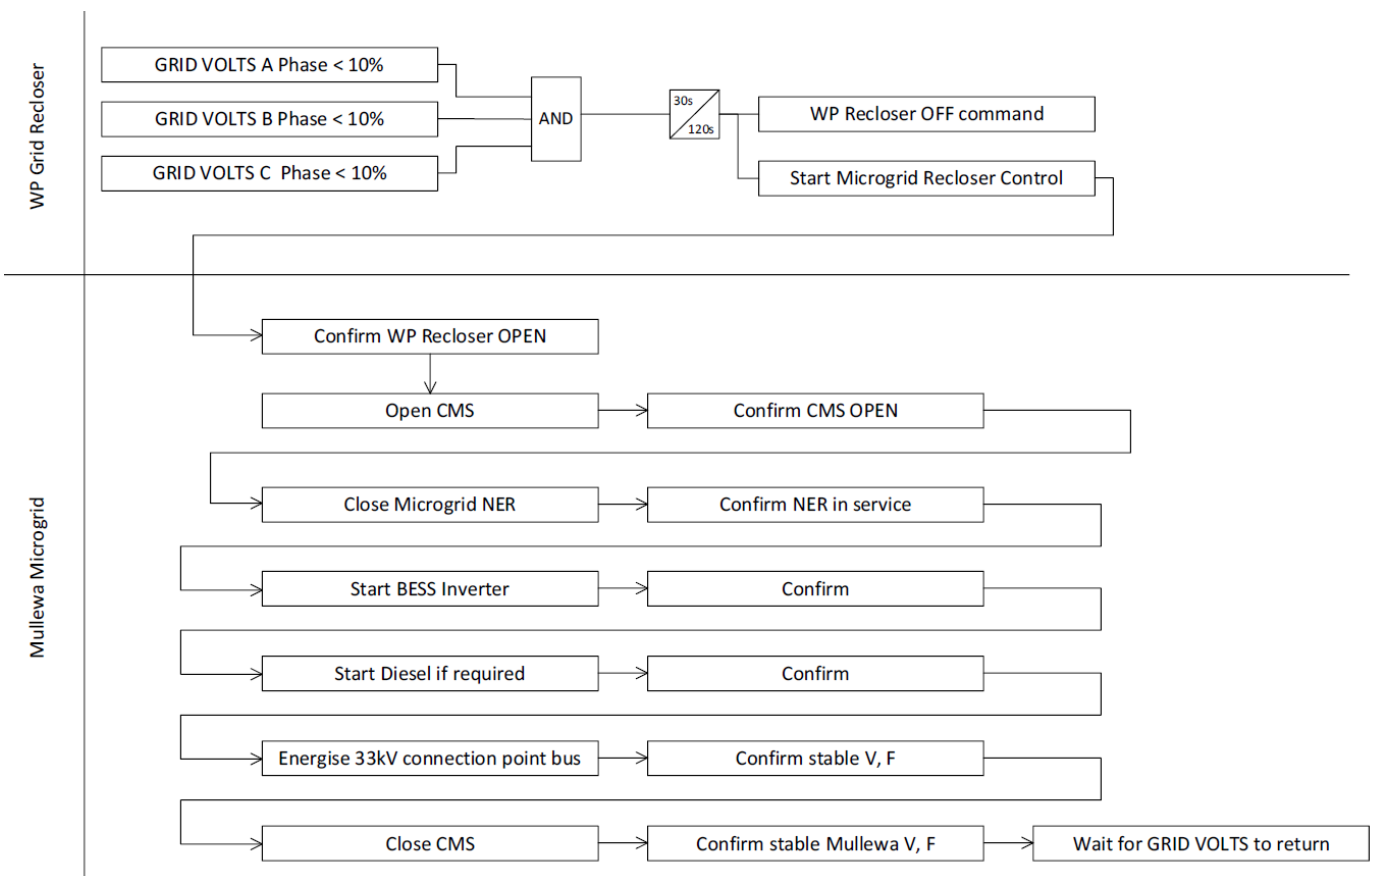 WP Grid Recloser
GRID VOLTS A Phase < 10%
GRID VOLTS B Phase < 10%
GRID VOLTS C Phase < 10%
AND
30s
120s
WP Recloser OFF command
Start Microgrid Recloser Control
Mullewa Microgrid
Confirm WP Recloser OPEN
Open CMS
Confirm CMS OPEN
Close Microgrid NER
Confirm NER in service
Start BESS Inverter
Confirm
Start Diesel if required
Confirm
Energise 33kV connection point bus
Confirm stable V, F
Close CMS
Confirm stable Mullewa V, F
Wait for GRID VOLTS to return